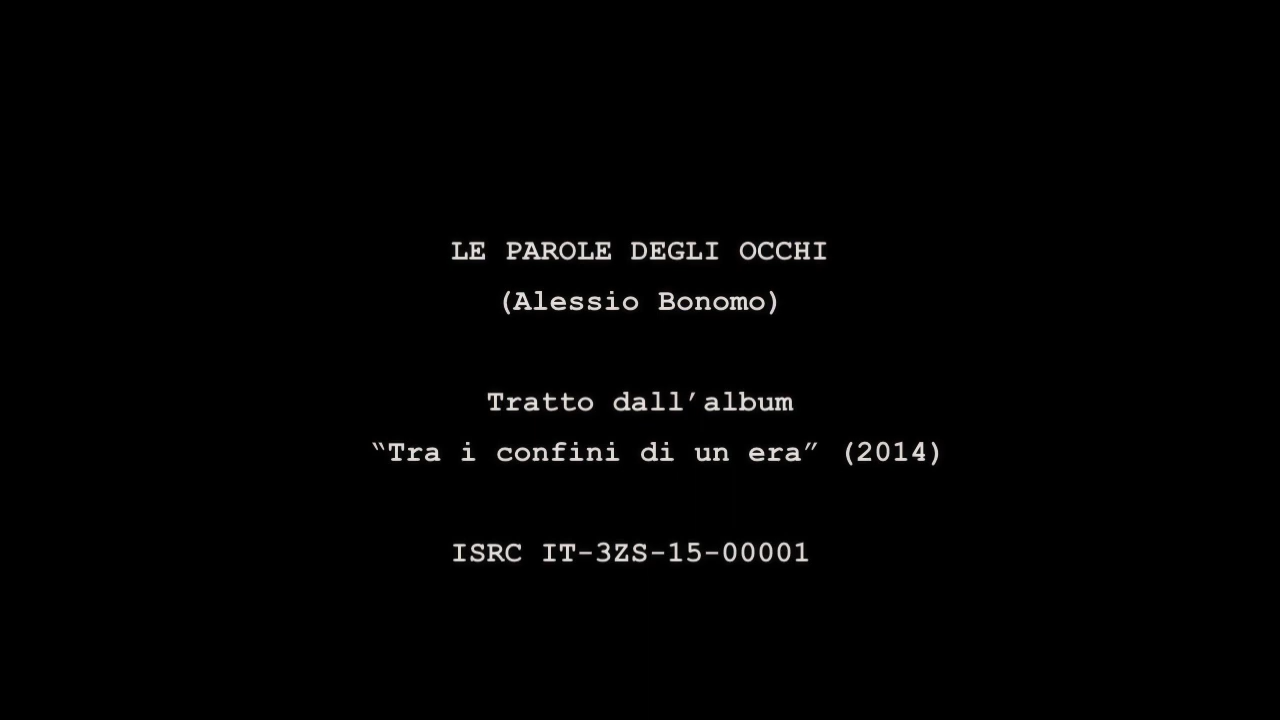 LE PAROLE DEGLI OCCHI
(Alessio Bonomo)
Tratto dall’album
“Tra i confini di un era” (2014)
ISRC IT-3ZS-15-00001